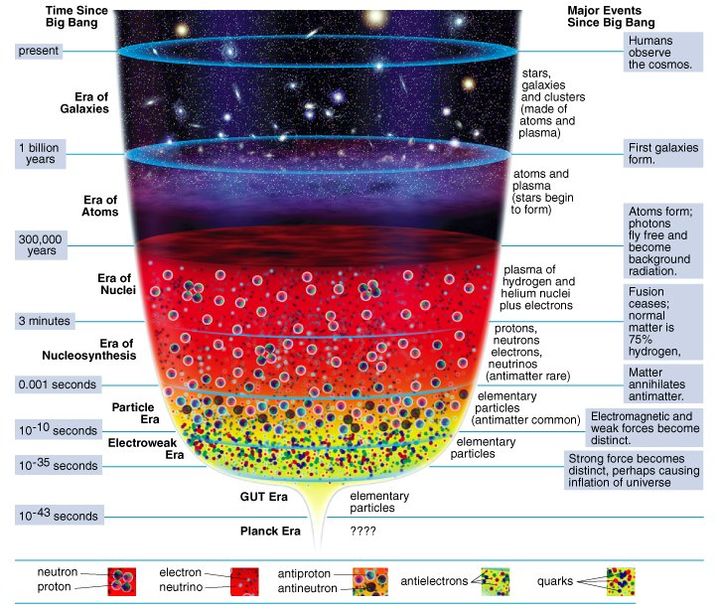 Time Since
Big Bang
Major Events
Since Big Bang
present
Humans
observe
the cosmos.
Era of
Galaxies
stars,
galaxies
and clusters
(made of
atoms and
plasma)
1 billion
years
First galaxies
form.
Era of
Atoms
atoms and
plasma
(stars begin
to form)
300,000
years
Atoms form;
photons
fly free and
become
background
radiation.
Era of
Nuclei
plasma of
hydrogen and
helium nuclei
plus electrons
3 minutes
Fusion
ceases;
normal
matter is
75%
hydrogen,
Era of
Nucleosynthesis
protons,
neutrons
electrons,
neutrinos
(antimatter rare)
0.001 seconds
Matter
annihilates
antimatter.
Particle
Era
elementary
particles
(antimatter common)
10-10 seconds
Electromagnetic and
weak forces become
distinct.
Electroweak
Era
elementary
particles
10-35 seconds
Strong force becomes
distinct, perhaps causing
inflation of universe
GUT Era
elementary
particles
10-43 seconds
Planck Era
????
neutron
proton
electron
neutrino
antiproton
antineutron
antielectrons
quarks